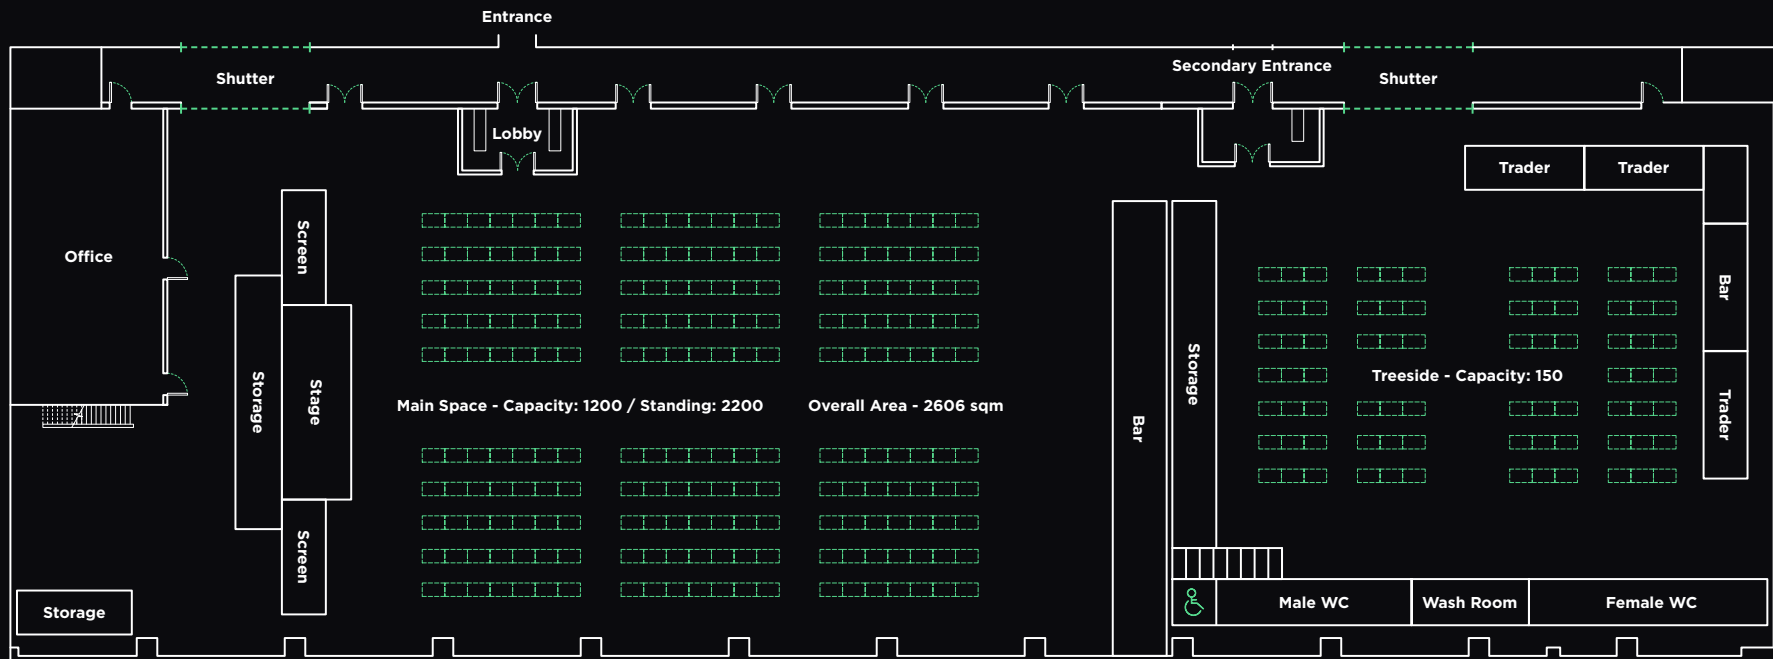 Entrance
Shutter
Secondary Entrance
Shutter
Lobby
Trader
Trader
Office
Screen
Storage
Stage
Screen
Storage
Main Space - Capacity: 1200 / Standing: 2200
Overall Area - 2606 sqm
Bar
Storage
Treeside - Capacity: 150
Bar
Trader
Male WC
Wash Room
Female WC